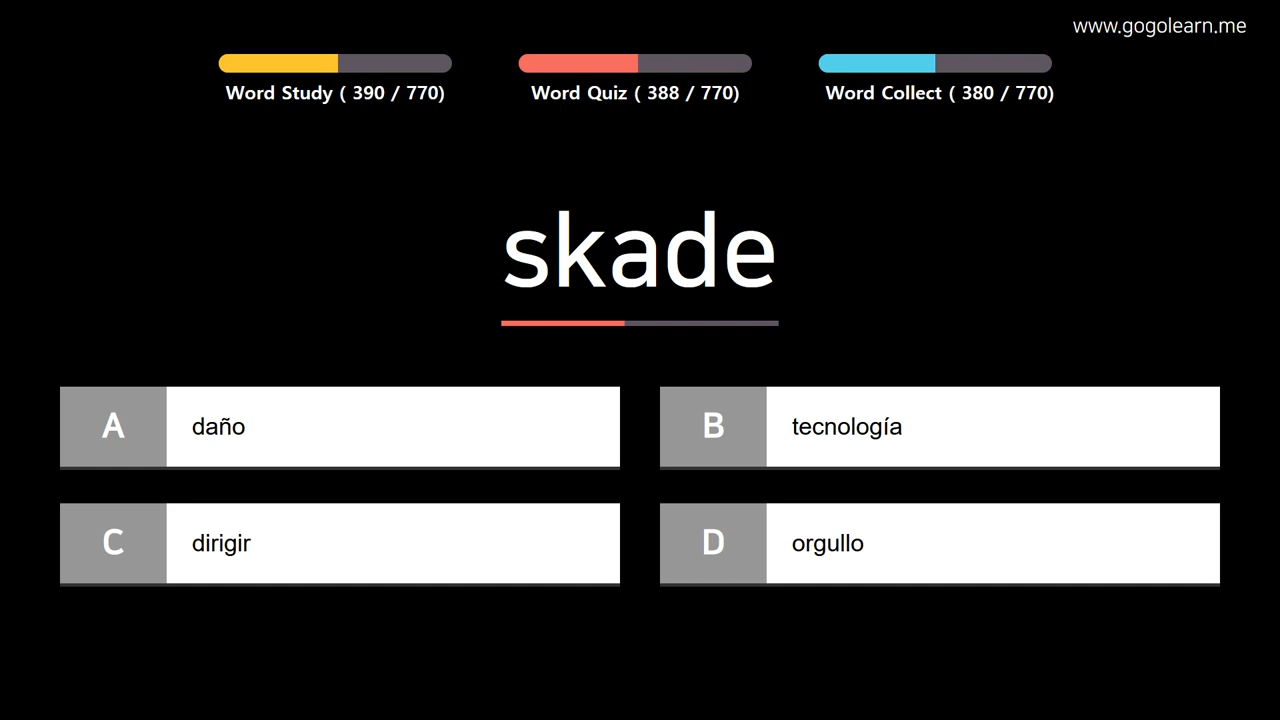 www.gogolearn.me
Word Study ( 390 / 770)
Word Quiz ( 388 / 770)
Word Collect ( 380 / 770)
skade
A daño
B tecnología
C dirigir
D orgullo